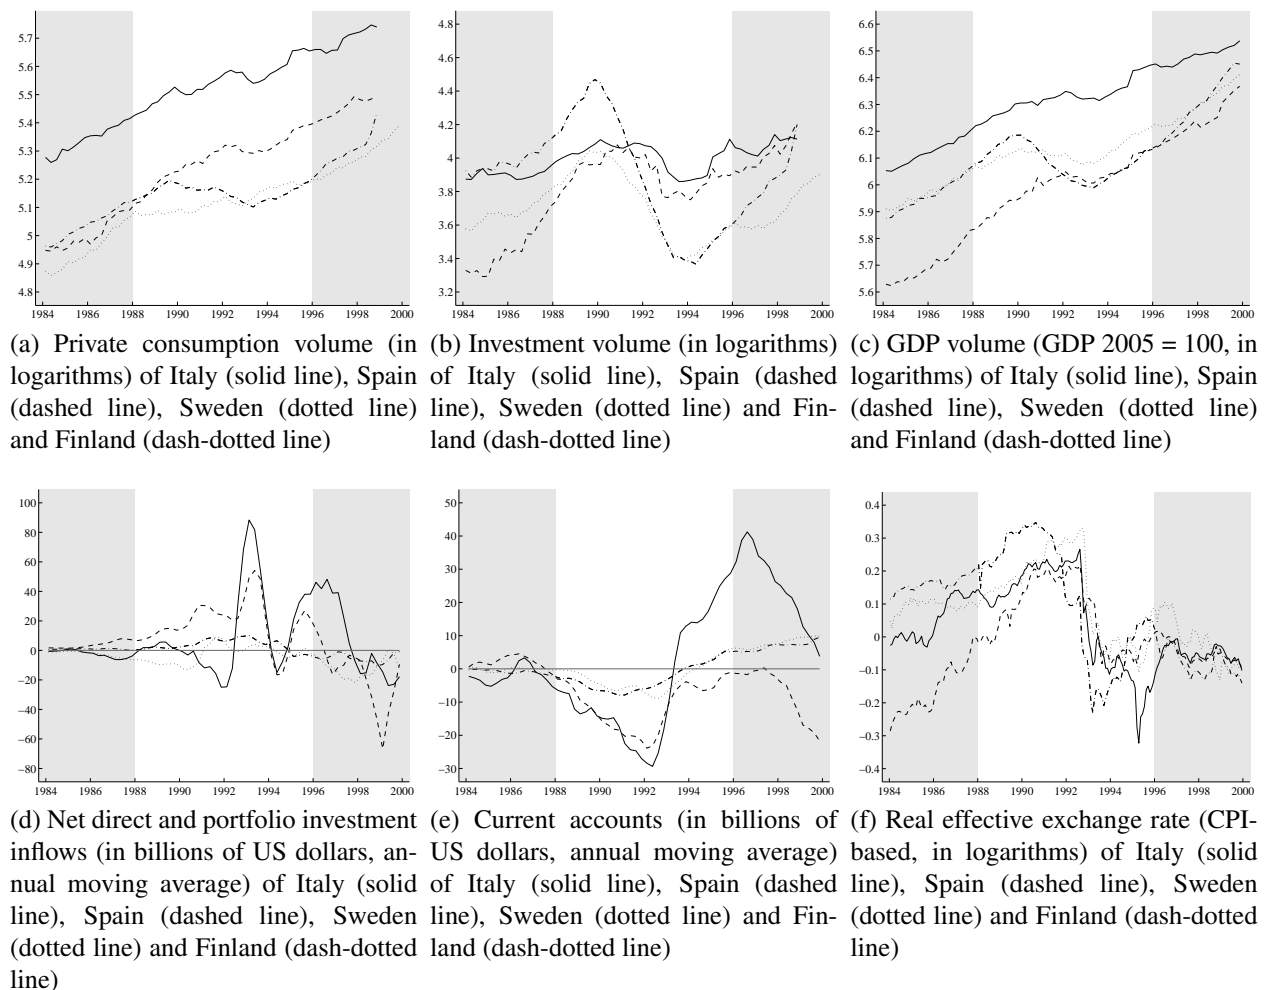 5.7
5.6
5.5
5.4
5.3
5.2
5.1
5
4.9
4.8
1984 1986 1988 1990 1992 1994 1996 1998 2000
(a) Private consumption volume (in
logarithms) of Italy (solid line), Spain
(dashed line), Sweden (dotted line)
and Finland (dash-dotted line)
4.8
4.6
4.4
4.2
4
3.8
3.6
3.4
3.2
1984 1986 1988 1990 1992 1994 1996 1998 2000
(b) Investment volume (in logarithms)
of Italy (solid line), Spain (dashed
line), Sweden (dotted line) and Fin-
land (dash-dotted line)
6.6
6.5
6.4
6.3
6.2
6.1
6
5.9
5.8
5.7
5.6
1984 1986 1988 1990 1992 1994 1996 1998 2000
(c) GDP volume (GDP 2005 = 100, in
logarithms) of Italy (solid line), Spain
(dashed line), Sweden (dotted line)
and Finland (dash-dotted line)
100
80
60
40
20
0
−20
−40
−60
−80
1984 1986 1988 1990 1992 1994 1996 1998 2000
(d) Net direct and portfolio investment
inflows (in billions of US dollars, an-
nual moving average) of Italy (solid
line), Spain (dashed line), Sweden
(dotted line) and Finland (dash-dotted
line)
50
40
30
20
10
0
−10
−20
−30
1984 1986 1988 1990 1992 1994 1996 1998 2000
(e) Current accounts (in billions of
US dollars, annual moving average)
of Italy (solid line), Spain (dashed
line), Sweden (dotted line) and Fin-
land (dash-dotted line)
0.4
0.3
0.2
0.1
0
−0.1
−0.2
−0.3
−0.4
1984 1986 1988 1990 1992 1994 1996 1998 2000
(f) Real effective exchange rate (CPI-
based, in logarithms) of Italy (solid
line), Spain (dashed line), Sweden
(dotted line) and Finland (dash-dotted
line)